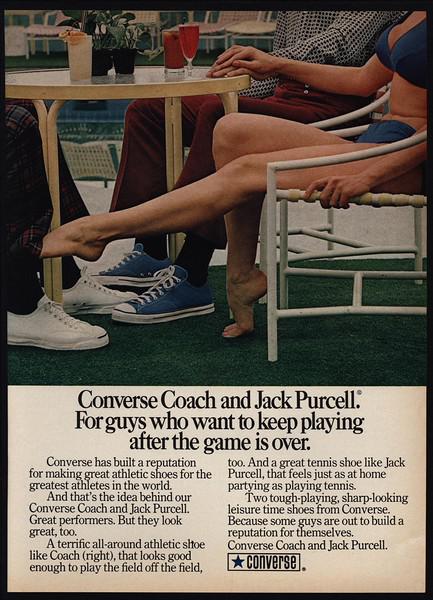 Converse Coach and Jack Purcell.®
For guys who want to keep playing
after the game is over.
Converse has built a reputation
for making great athletic shoes for the
greatest athletes in the world.
And that's the idea behind our
Converse Coach and Jack Purcell.
Great performers. But they look
great, too.
A terrific all-around athletic shoe
like Coach (right), that looks good
enough to play the field off the field,
too. And a great tennis shoe like Jack
Purcell, that feels just as at home
partying as playing tennis.
Two tough-playing, sharp-looking
leisure time shoes from Converse.
Because some guys are out to build a
reputation for themselves.
Converse Coach and Jack Purcell.
★converse®